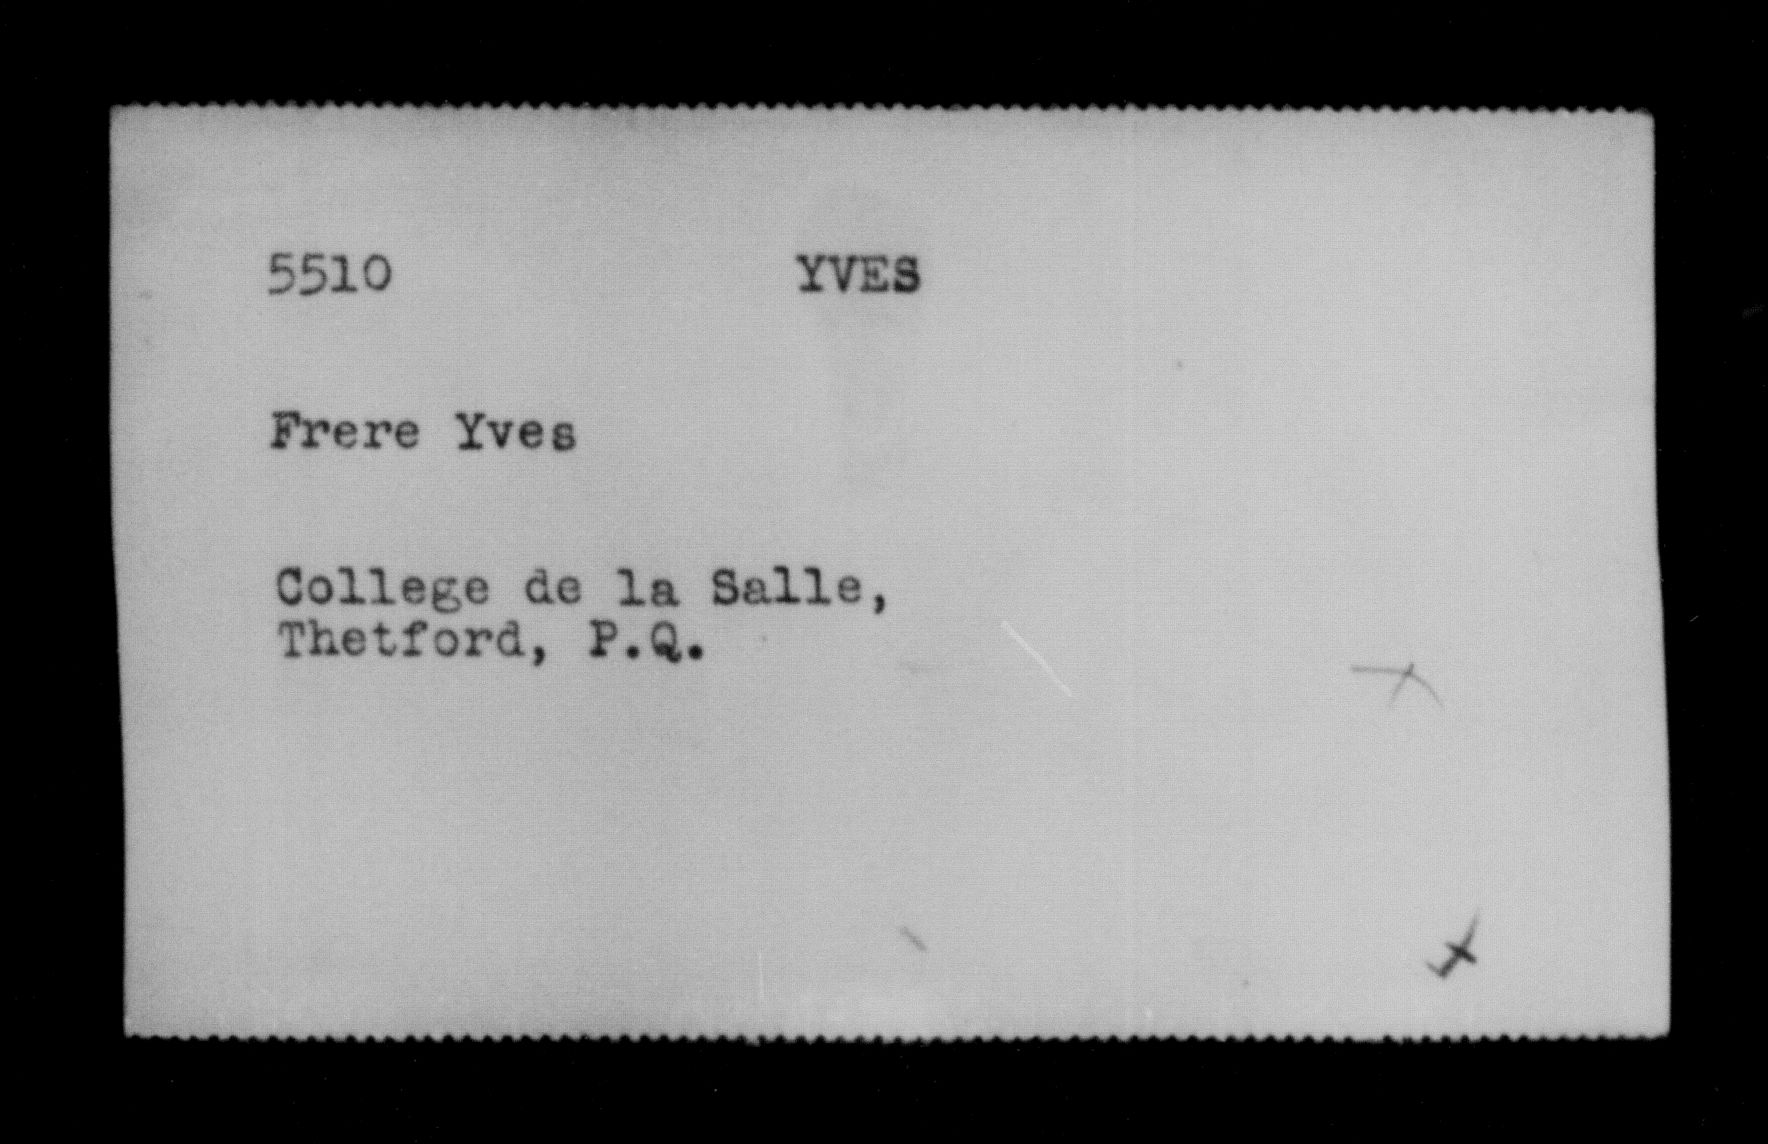 5510 YVES
Frere Yves
College de la Salle,
Thetford, P.Q.